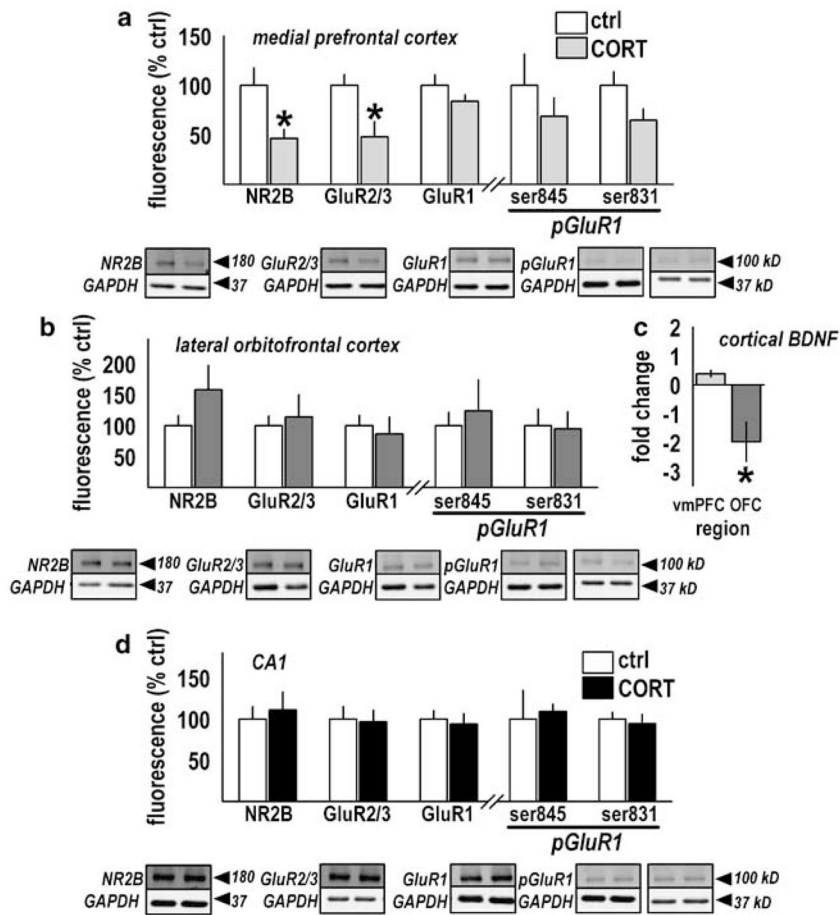 a
medial prefrontal cortex
ctrl
CORT
fluorescence (% ctrl)
150
100
50
*
*
NR2B GluR2/3 GluR1 ser845 ser831
pGluR1
NR2B 180 GluR2/3 GluR1 pGluR1 100 kD
GAPDH 37 GAPDH GAPDH GAPDH 37 kD
b
lateral orbitofrontal cortex
fluorescence (% ctrl)
200
150
100
50
NR2B GluR2/3 GluR1 ser845 ser831
pGluR1
c
cortical BDNF
fold change
2
1
0
-1
-2
-3
*
vmPFC OFC
region
NR2B 180 GluR2/3 GluR1 pGluR1 100 kD
GAPDH 37 GAPDH GAPDH GAPDH 37 kD
d
CA1
ctrl
CORT
fluorescence (% ctrl)
150
100
50
NR2B GluR2/3 GluR1 ser845 ser831
pGluR1
NR2B 180 GluR2/3 GluR1 pGluR1 100 kD
GAPDH 37 GAPDH GAPDH GAPDH 37 kD